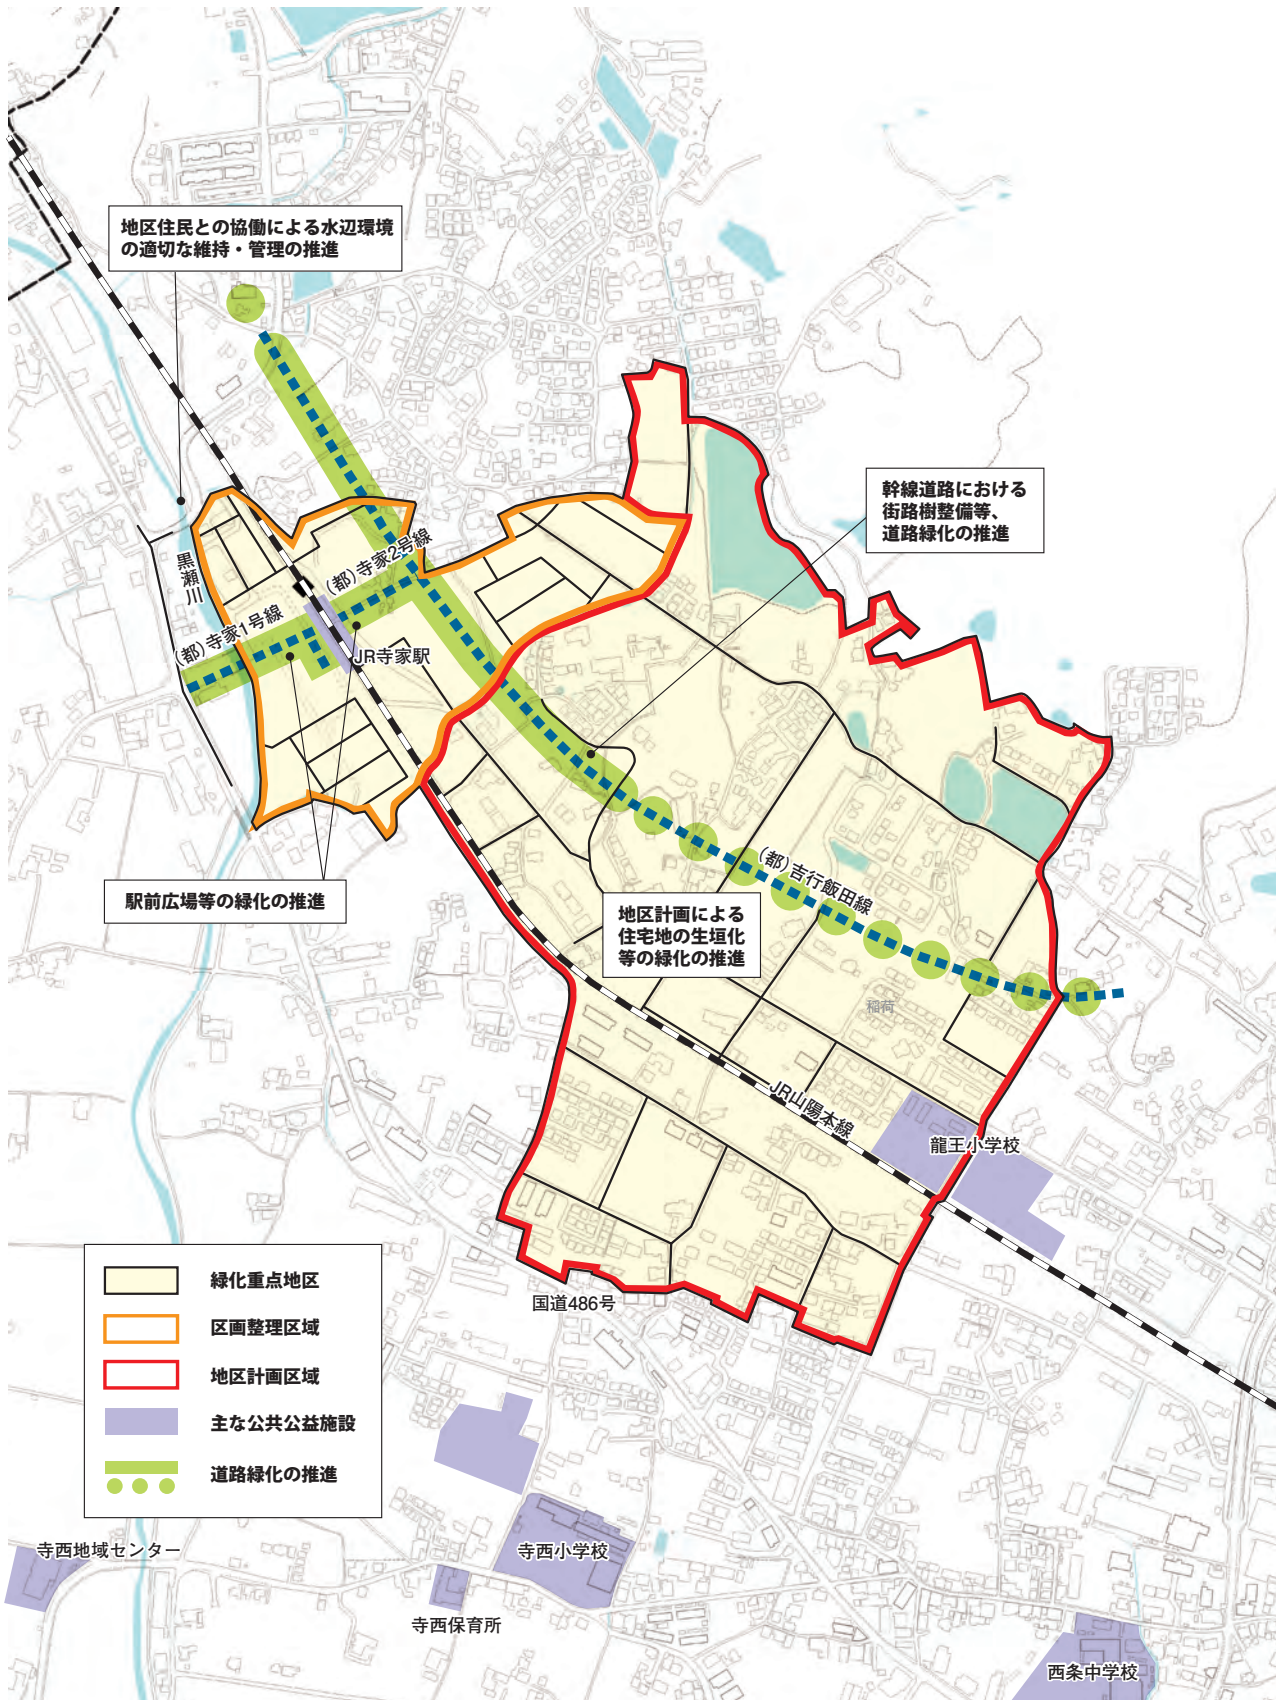 地区住民との協働による水辺環境
の適切な維持・管理の推進
幹線道路における
街路樹整備等、
道路緑化の推進
黒瀬川
(都)寺家2号線
(都)寺家1号線
JR寺家駅
(都)吉行飯田線
駅前広場等の緑化の推進
地区計画による
住宅地の生垣化
等の緑化の推進
稲荷
JR山陽本線
龍王小学校
国道486号
緑化重点地区
区画整理区域
地区計画区域
主な公共公益施設
道路緑化の推進
寺西地域センター
寺西小学校
寺西保育所
西条中学校